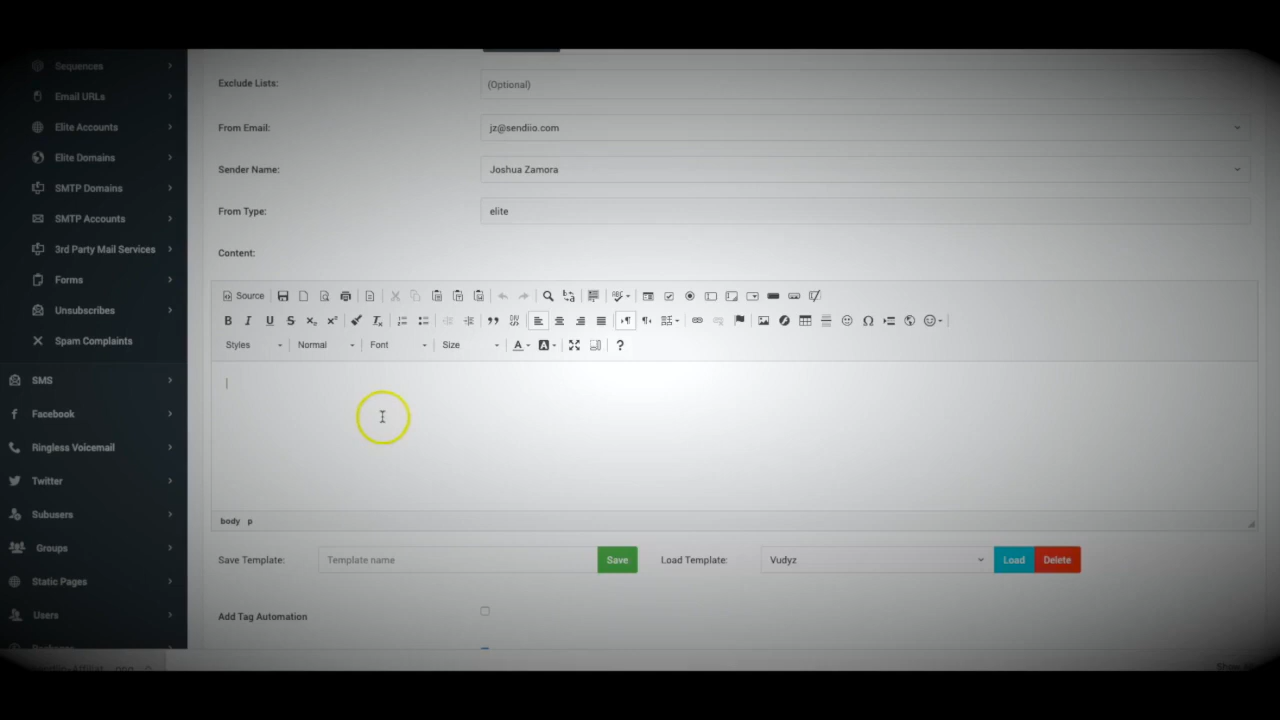 Sequences
Email URLs
Elite Accounts
Elite Domains
SMTP Domains
SMTP Accounts
3rd Party Mail Services
Forms
Unsubscribes
Spam Complaints
SMS
Facebook
Ringless Voicemail
Twitter
Subusers
Groups
Static Pages
Users
Exclude Lists: (Optional)
From Email: jz@sendiio.com
Sender Name: Joshua Zamora
From Type: elite
Content:
Source
Styles Normal Font Size
body p
Save Template: Template name Save Load Template: Vudyz Load Delete
Add Tag Automation